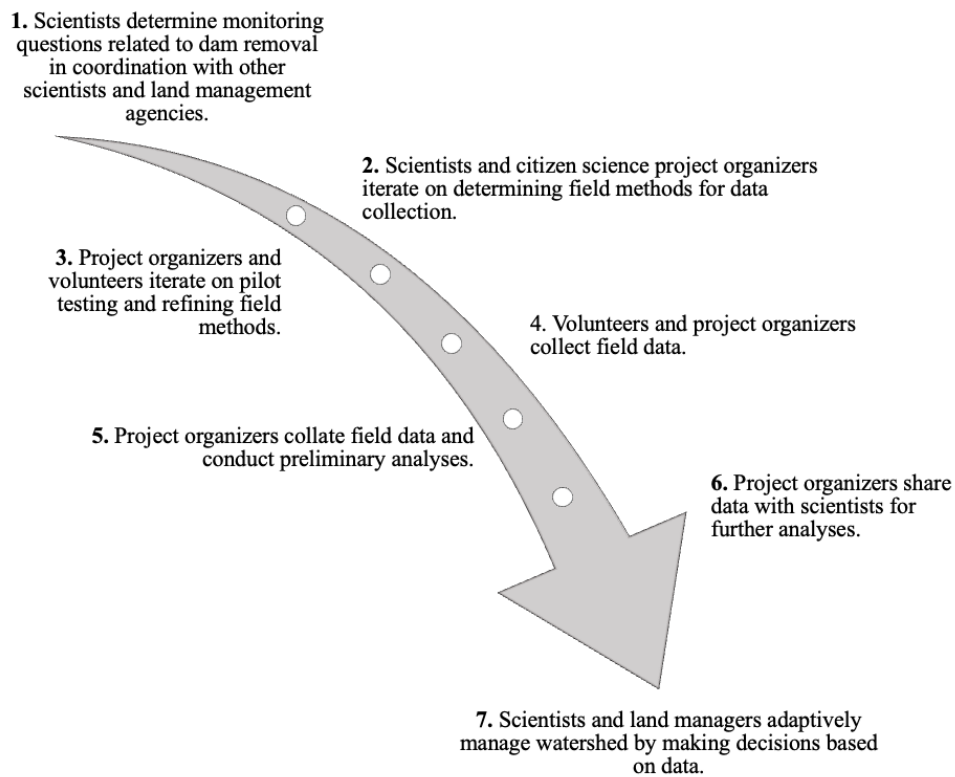 1. Scientists determine monitoring
questions related to dam removal
in coordination with other
scientists and land management
agencies.
2. Scientists and citizen science project organizers
iterate on determining field methods for data
collection.
3. Project organizers and
volunteers iterate on pilot
testing and refining field
methods.
4. Volunteers and project organizers
collect field data.
5. Project organizers collate field data and
conduct preliminary analyses.
6. Project organizers share
data with scientists for
further analyses.
7. Scientists and land managers adaptively
manage watershed by making decisions based
on data.